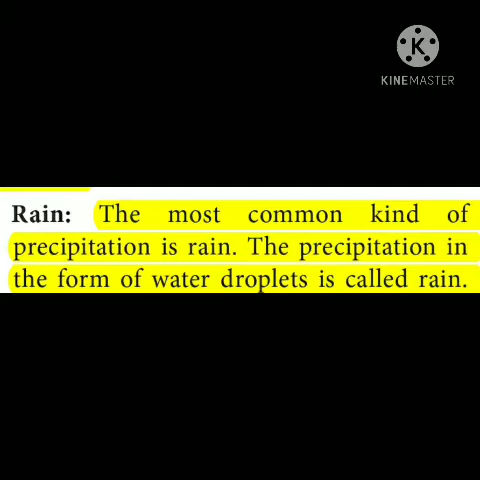 K
KINEMASTER
Rain: The most common kind of
precipitation is rain. The precipitation in
the form of water droplets is called rain.